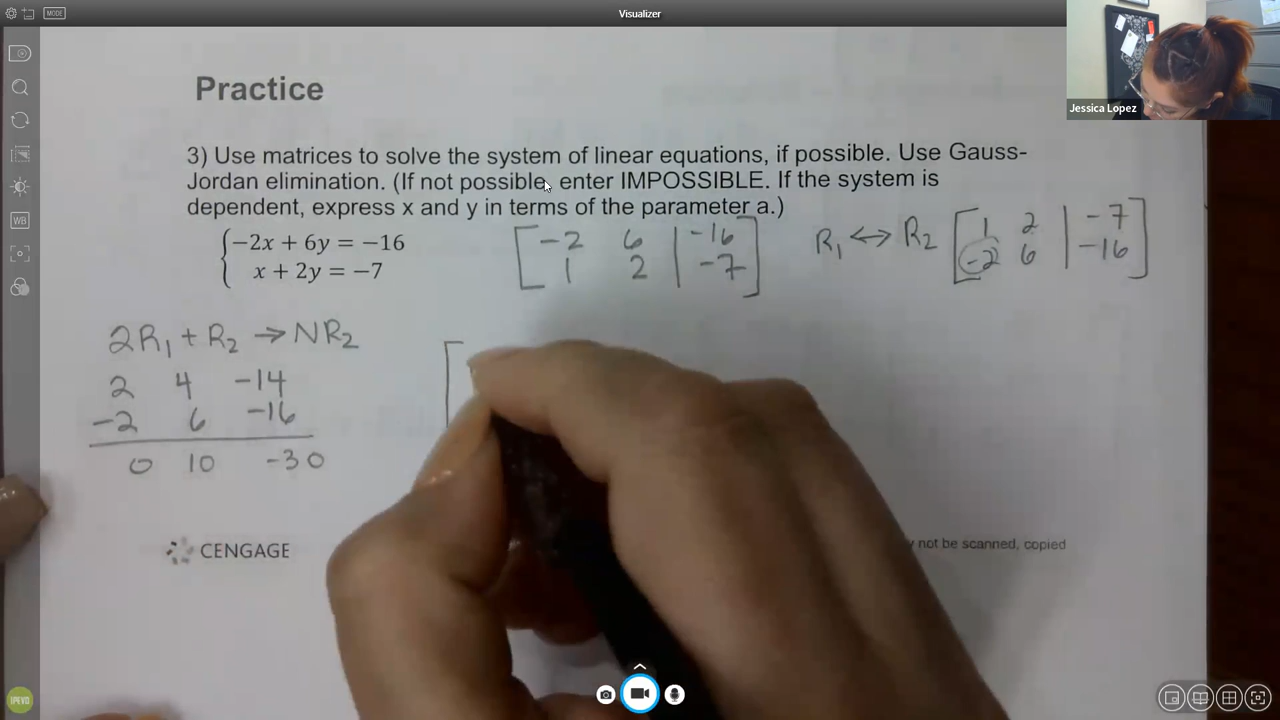 MODE
Visualizer
Practice
3) Use matrices to solve the system of linear equations, if possible. Use Gauss-
Jordan elimination. (If not possible, enter IMPOSSIBLE. If the system is
dependent, express x and y in terms of the parameter a.)
−2x + 6y = −16
x + 2y = −7
-2 6 | -16
1 2 | -7
R₁ ↔ R₂
1 2 | -7
-2 6 | -16
2R₁ + R₂ → NR₂
2 4 -14
-2 6 -16
0 10 -30
CENGAGE
not be scanned, copied
Jessica Lopez
WB
IPEVO